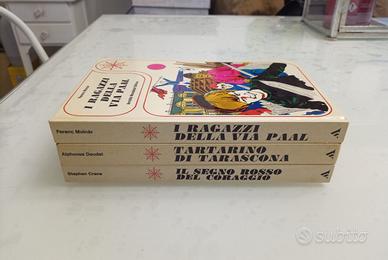 I RAGAZZI
DELLA
VIA PAAL
Ferenc Molnár
I RAGAZZI
DELLA VIA PAAL
Alphonse Daudet
TARTARINO
DI TARASCONA
Stephen Crane
IL SEGNO ROSSO
DEL CORAGGIO
subito